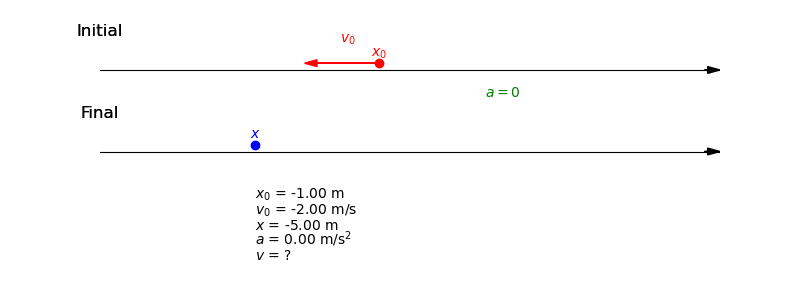 Initial
v₀
x₀
a = 0
Final
x
x₀ = -1.00 m
v₀ = -2.00 m/s
x = -5.00 m
a = 0.00 m/s²
v = ?